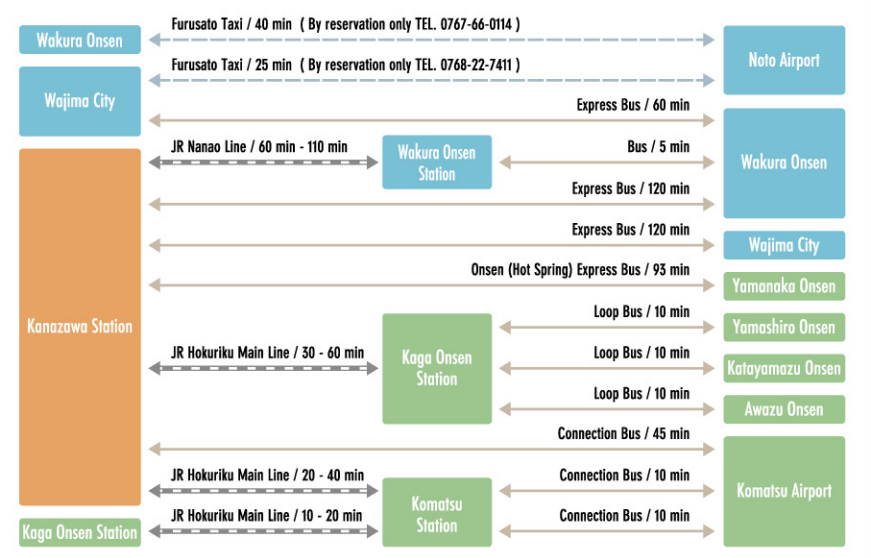 Furusato Taxi / 40 min ( By reservation only TEL. 0767-66-0114 )
Wakura Onsen
Noto Airport
Furusato Taxi / 25 min ( By reservation only TEL. 0768-22-7411 )
Wajima City
Express Bus / 60 min
JR Nanao Line / 60 min - 110 min
Wakura Onsen
Station
Bus / 5 min
Wakura Onsen
Express Bus / 120 min
Express Bus / 120 min
Wajima City
Onsen (Hot Spring) Express Bus / 93 min
Yamanaka Onsen
Kanazawa Station
Loop Bus / 10 min
Yamashiro Onsen
JR Hokuriku Main Line / 30 - 60 min
Kaga Onsen
Station
Loop Bus / 10 min
Katayamazu Onsen
Loop Bus / 10 min
Awazu Onsen
Connection Bus / 45 min
JR Hokuriku Main Line / 20 - 40 min
Connection Bus / 10 min
Komatsu Airport
Komatsu
Station
JR Hokuriku Main Line / 10 - 20 min
Connection Bus / 10 min
Kaga Onsen Station